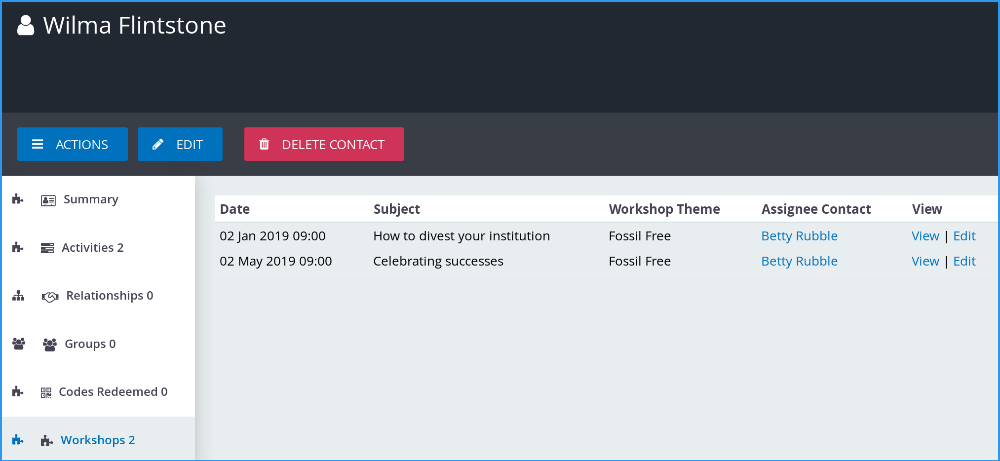 Wilma Flintstone
ACTIONS EDIT DELETE CONTACT
Summary
Activities 2
Relationships 0
Groups 0
Codes Redeemed 0
Workshops 2
Date Subject Workshop Theme Assignee Contact View
02 Jan 2019 09:00 How to divest your institution Fossil Free Betty Rubble View | Edit
02 May 2019 09:00 Celebrating successes Fossil Free Betty Rubble View | Edit